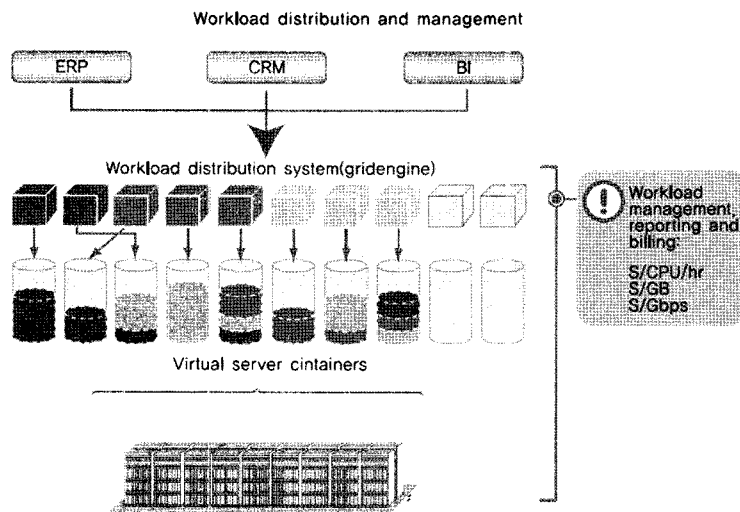 Workload distribution and management
ERP
CRM
BI
Workload distribution system(gridengine)
Workload
management,
reporting and
billing:
S/CPU/hr
S/GB
S/Gbps
Virtual server cintainers